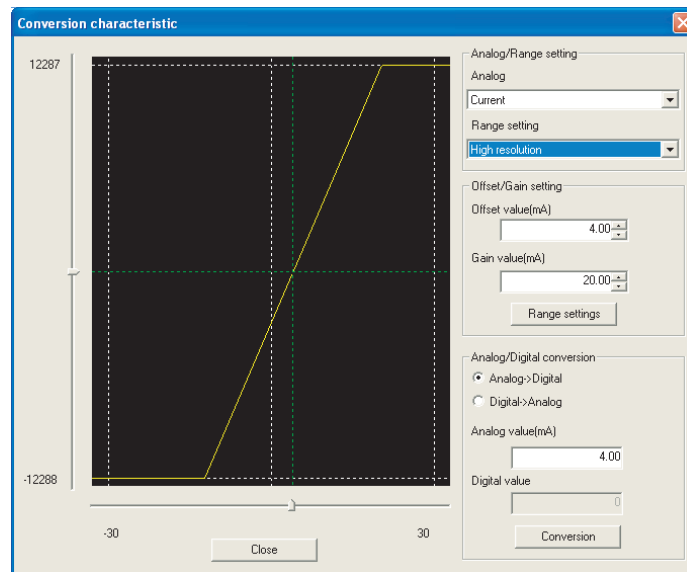 Conversion characteristic
12287
-12288
-30
30
Close
Analog/Range setting
Analog
Current
Range setting
High resolution
Offset/Gain setting
Offset value(mA)
4.00
Gain value(mA)
20.00
Range settings
Analog/Digital conversion
Analog->Digital
Digital->Analog
Analog value(mA)
4.00
Digital value
0
Conversion